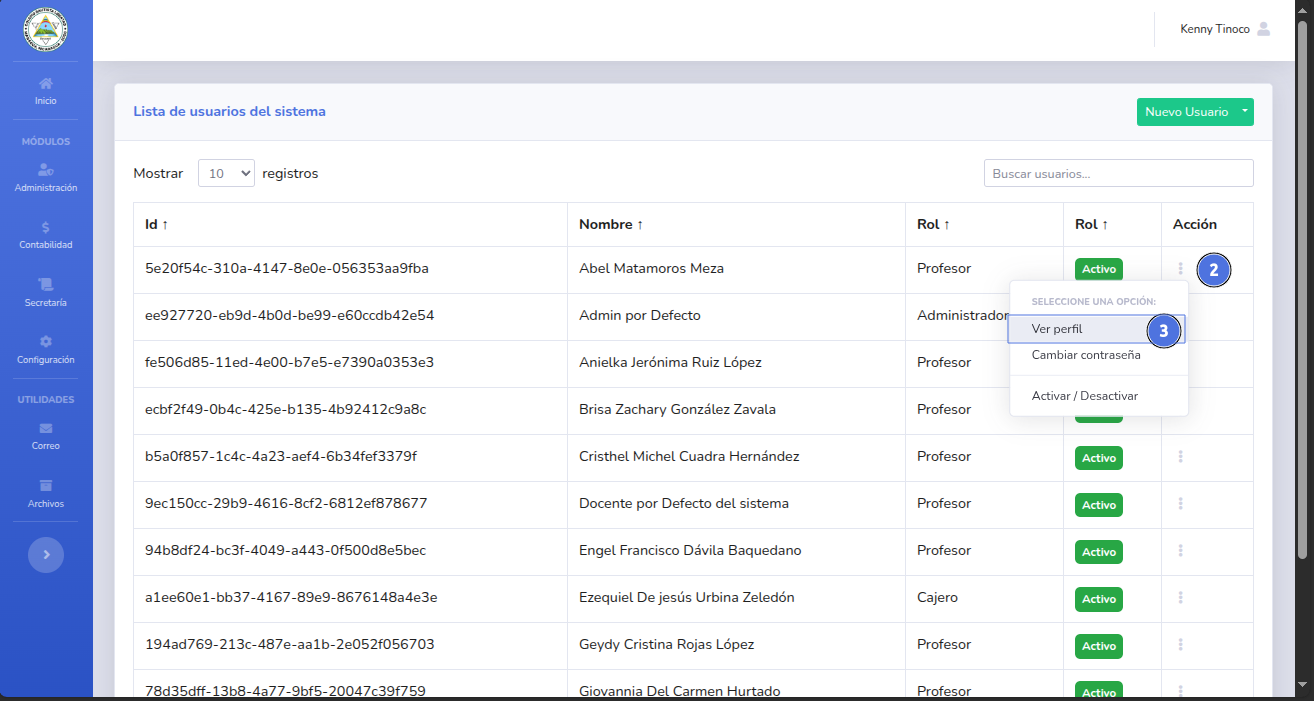 Kenny Tinoco
Inicio
MÓDULOS
Administración
Contabilidad
Secretaría
Configuración
UTILIDADES
Correo
Archivos
Lista de usuarios del sistema
Nuevo Usuario
Mostrar 10 registros
Buscar usuarios...
Id ↑ Nombre ↑ Rol ↑ Rol ↑ Acción
5e20f54c-310a-4147-8e0e-056353aa9fba Abel Matamoros Meza Profesor Activo 2
ee927720-eb9d-4b0d-be99-e60ccdb42e54 Admin por Defecto Administrador
fe506d85-11ed-4e00-b7e5-e7390a0353e3 Anielka Jerónima Ruiz López Profesor
ecbf2f49-0b4c-425e-b135-4b92412c9a8c Brisa Zachary González Zavala Profesor
SELECCIONE UNA OPCIÓN:
Ver perfil 3
Cambiar contraseña
Activar / Desactivar
b5a0f857-1c4c-4a23-aef4-6b34fef3379f Cristhel Michel Cuadra Hernández Profesor Activo
9ec150cc-29b9-4616-8cf2-6812ef878677 Docente por Defecto del sistema Profesor Activo
94b8df24-bc3f-4049-a443-0f500d8e5bec Engel Francisco Dávila Baquedano Profesor Activo
a1ee60e1-bb37-4167-89e9-8676148a4e3e Ezequiel De jesús Urbina Zeledón Cajero Activo
194ad769-213c-487e-aa1b-2e052f056703 Geydy Cristina Rojas López Profesor Activo
78d35dff-13b8-4a77-9bf5-20047c39f759 Giovannia Del Carmen Hurtado Profesor Activo